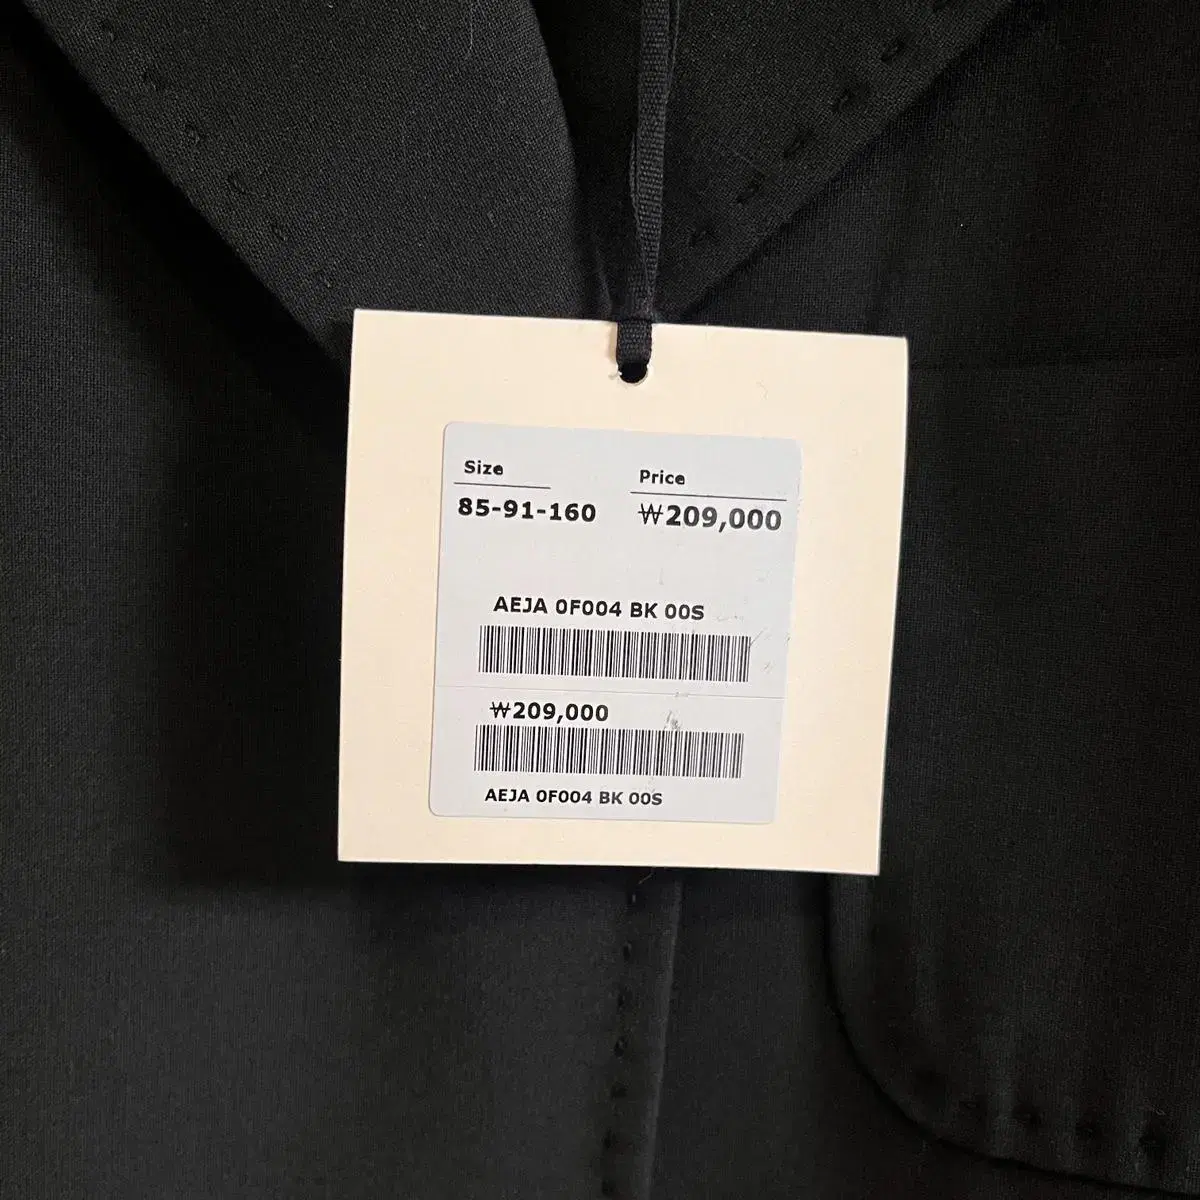 Size Price
85-91-160 ₩209,000
AEJA 0F004 BK 00S
₩209,000
AEJA 0F004 BK 00S